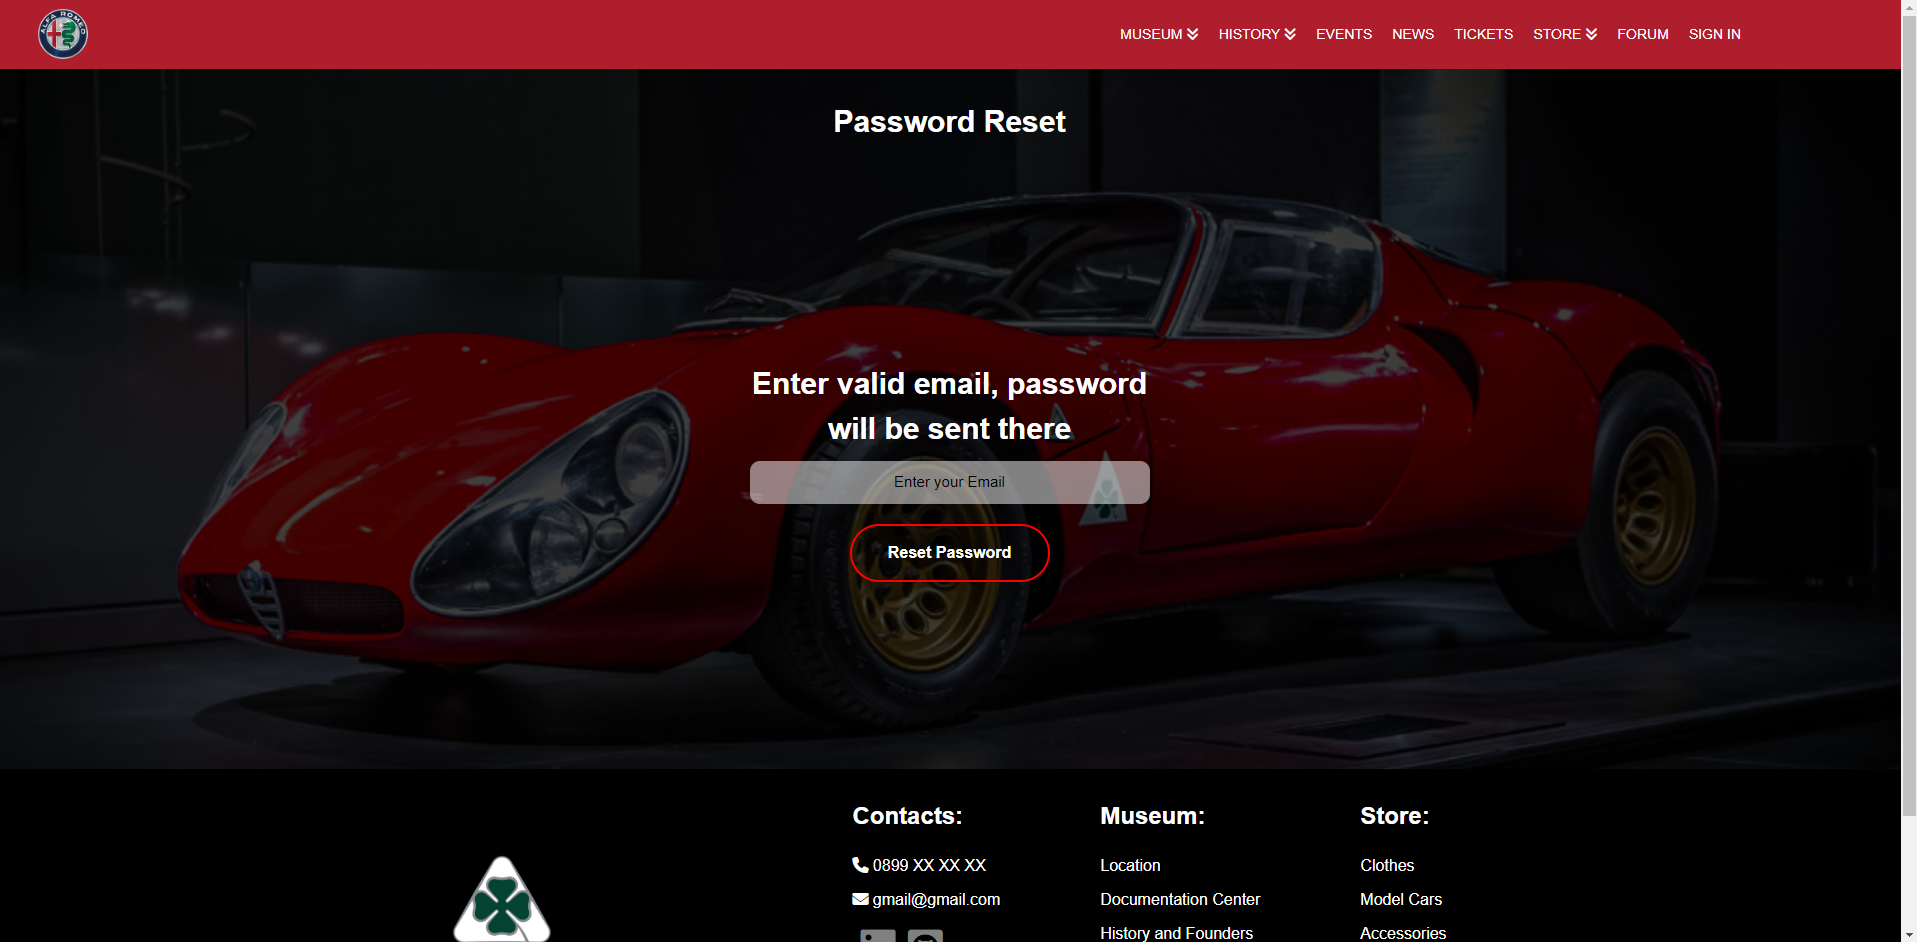 ALFA ROMEO
MUSEUM
HISTORY
EVENTS
NEWS
TICKETS
STORE
FORUM
SIGN IN
Password Reset
Enter valid email, password
will be sent there
Enter your Email
Reset Password
Contacts:
0899 XX XX XX
gmail@gmail.com
Museum:
Location
Documentation Center
History and Founders
Store:
Clothes
Model Cars
Accessories